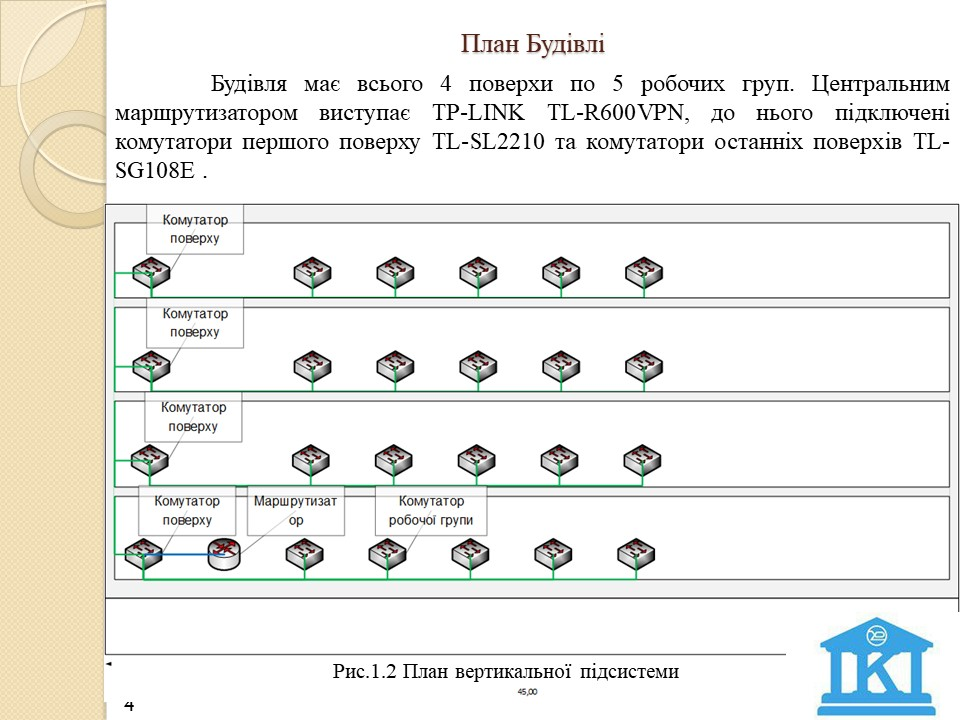 План Будівлі
Будівля має всього 4 поверхи по 5 робочих груп. Центральним
маршрутизатором виступає TP-LINK TL-R600VPN, до нього підключені
комутатори першого поверху TL-SL2210 та комутатори останніх поверхів TL-
SG108E .
Комутатор
поверху
Комутатор
поверху
Комутатор
поверху
Комутатор
поверху
Маршрутизат
ор
Комутатор
робочої групи
Рис.1.2 План вертикальної підсистеми
45,00
ІКІ
4